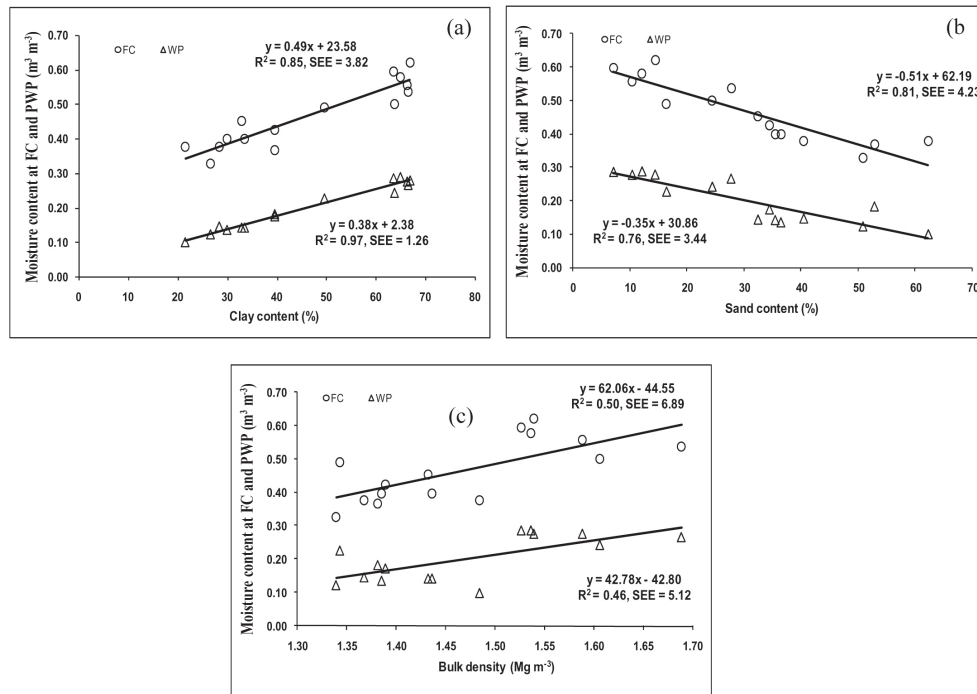 (a)
○FC △WP
y = 0.49x + 23.58
R² = 0.85, SEE = 3.82
Moisture content at FC and PWP (m³ m⁻³)
0.70
0.60
0.50
0.40
0.30
0.20
0.10
0.00
y = 0.38x + 2.38
R² = 0.97, SEE = 1.26
0 10 20 30 40 50 60 70 80
Clay content (%)
(b)
○FC △WP
y = -0.51x + 62.19
R² = 0.81, SEE = 4.23
Moisture content at FC and PWP (m³ m⁻³)
0.70
0.60
0.50
0.40
0.30
0.20
0.10
0.00
y = -0.35x + 30.86
R² = 0.76, SEE = 3.44
0 10 20 30 40 50 60 70
Sand content (%)
(c)
○ FC △ WP
y = 62.06x - 44.55
R² = 0.50, SEE = 6.89
Moisture content at FC and PWP (m³ m⁻³)
0.70
0.60
0.50
0.40
0.30
0.20
0.10
0.00
y = 42.78x - 42.80
R² = 0.46, SEE = 5.12
1.30 1.35 1.40 1.45 1.50 1.55 1.60 1.65 1.70
Bulk density (Mg m⁻³)